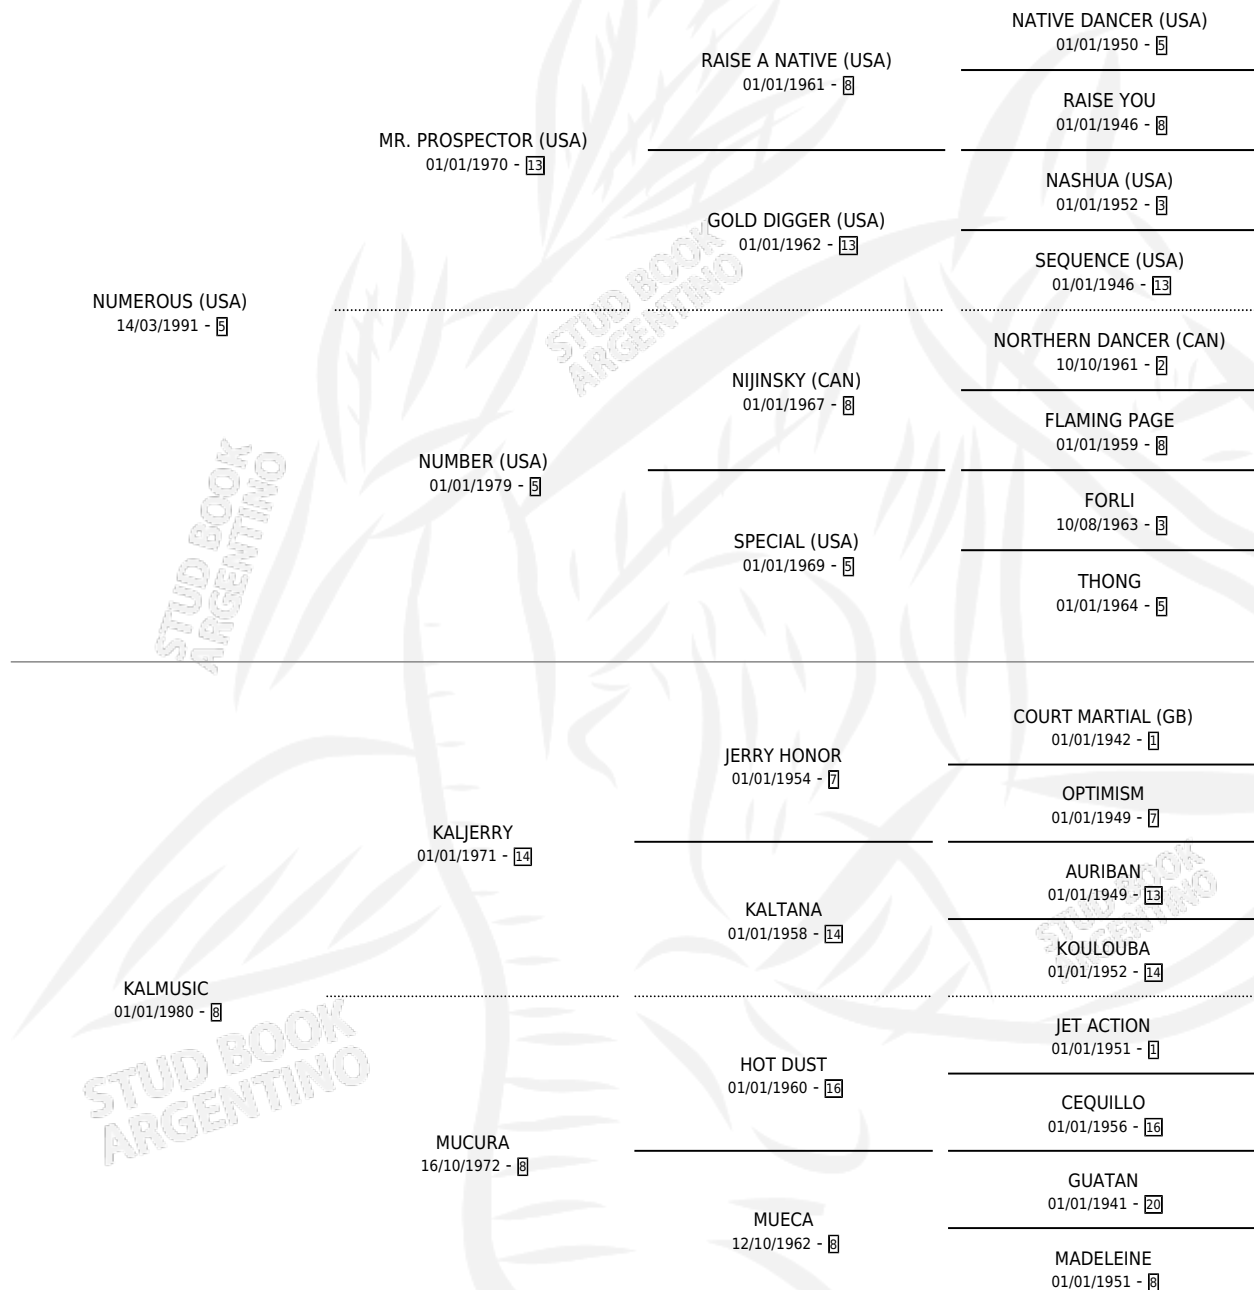 NATIVE DANCER (USA)
01/01/1950 - 5
RAISE A NATIVE (USA)
01/01/1961 - 8
RAISE YOU
01/01/1946 - 8
MR. PROSPECTOR (USA)
01/01/1970 - 13
NASHUA (USA)
01/01/1952 - 3
GOLD DIGGER (USA)
01/01/1962 - 13
SEQUENCE (USA)
01/01/1946 - 13
NUMEROUS (USA)
14/03/1991 - 5
NORTHERN DANCER (CAN)
10/10/1961 - 2
NIJINSKY (CAN)
01/01/1967 - 8
FLAMING PAGE
01/01/1959 - 8
NUMBER (USA)
01/01/1979 - 5
FORLI
10/08/1963 - 3
SPECIAL (USA)
01/01/1969 - 5
THONG
01/01/1964 - 5
COURT MARTIAL (GB)
01/01/1942 - 1
JERRY HONOR
01/01/1954 - 7
OPTIMISM
01/01/1949 - 7
KALJERRY
01/01/1971 - 14
AURIBAN
01/01/1949 - 13
KALTANA
01/01/1958 - 14
KOULOUBA
01/01/1952 - 14
KALMUSIC
01/01/1980 - 8
JET ACTION
01/01/1951 - 1
HOT DUST
01/01/1960 - 16
CEQUILLO
01/01/1956 - 16
MUCURA
16/10/1972 - 8
GUATAN
01/01/1941 - 20
MUECA
12/10/1962 - 8
MADELEINE
01/01/1951 - 8
STUD BOOK
ARGENTINO
STUD BOOK
ARGENTINO
STUD BOOK
ARGENTINO
STUD BOOK
ARGENTINO